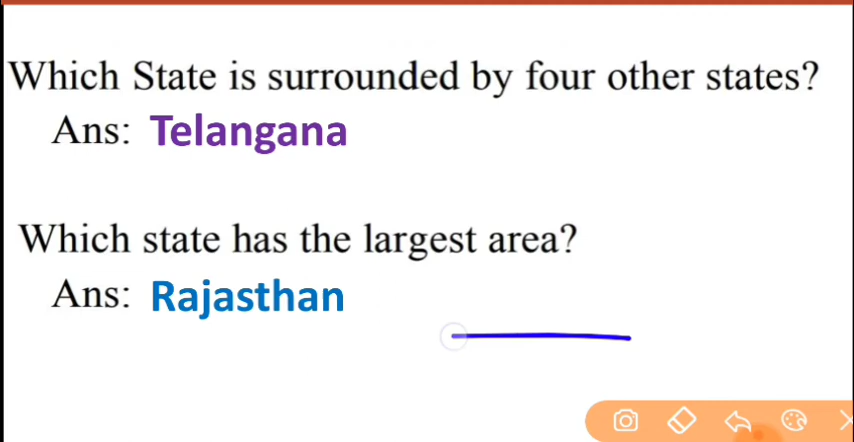 Which State is surrounded by four other states?
Ans: Telangana
Which state has the largest area?
Ans: Rajasthan